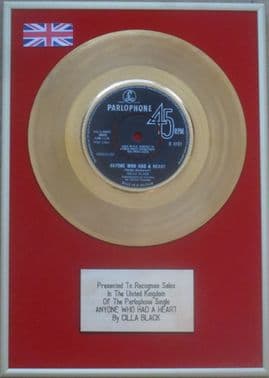 PARLOPHONE
45 RPM
ANYONE WHO HAD A HEART
CILLA BLACK
Presented To Recognise Sales
In The United Kingdom
Of The Parlophone Single
ANYONE WHO HAD A HEART
By CILLA BLACK